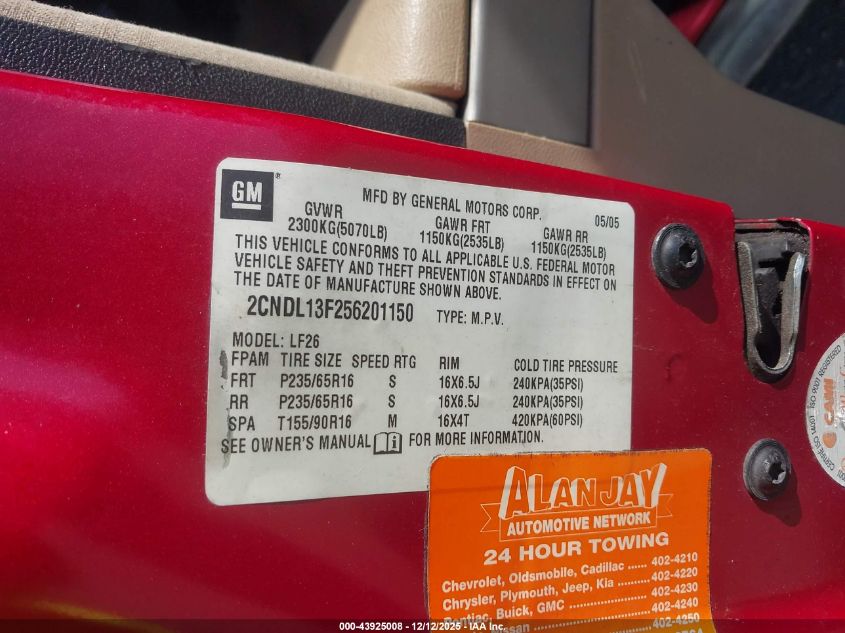 GM
MFD BY GENERAL MOTORS CORP. 05/05
GVWR GAWR FRT GAWR RR
2300KG(5070LB) 1150KG(2535LB) 1150KG(2535LB)
THIS VEHICLE CONFORMS TO ALL APPLICABLE U.S. FEDERAL MOTOR
VEHICLE SAFETY AND THEFT PREVENTION STANDARDS IN EFFECT ON
THE DATE OF MANUFACTURE SHOWN ABOVE.
2CNDL13F256201150 TYPE: M.P.V.
MODEL: LF26
FPAM TIRE SIZE SPEED RTG RIM COLD TIRE PRESSURE
FRT P235/65R16 S 16X6.5J 240KPA(35PSI)
RR P235/65R16 S 16X6.5J 240KPA(35PSI)
SPA T155/90R16 M 16X4T 420KPA(60PSI)
SEE OWNER'S MANUAL FOR MORE INFORMATION.
ALAN JAY
AUTOMOTIVE NETWORK
24 HOUR TOWING
Chevrolet, Oldsmobile, Cadillac ...... 402-4210
Chrysler, Plymouth, Jeep, Kia .... 402-4220
Pontiac, Buick, GMC 402-4230
402-4240
Nissan 402-4250
CAMI
000-43925008 - 12/12/2025 - IAA Inc.